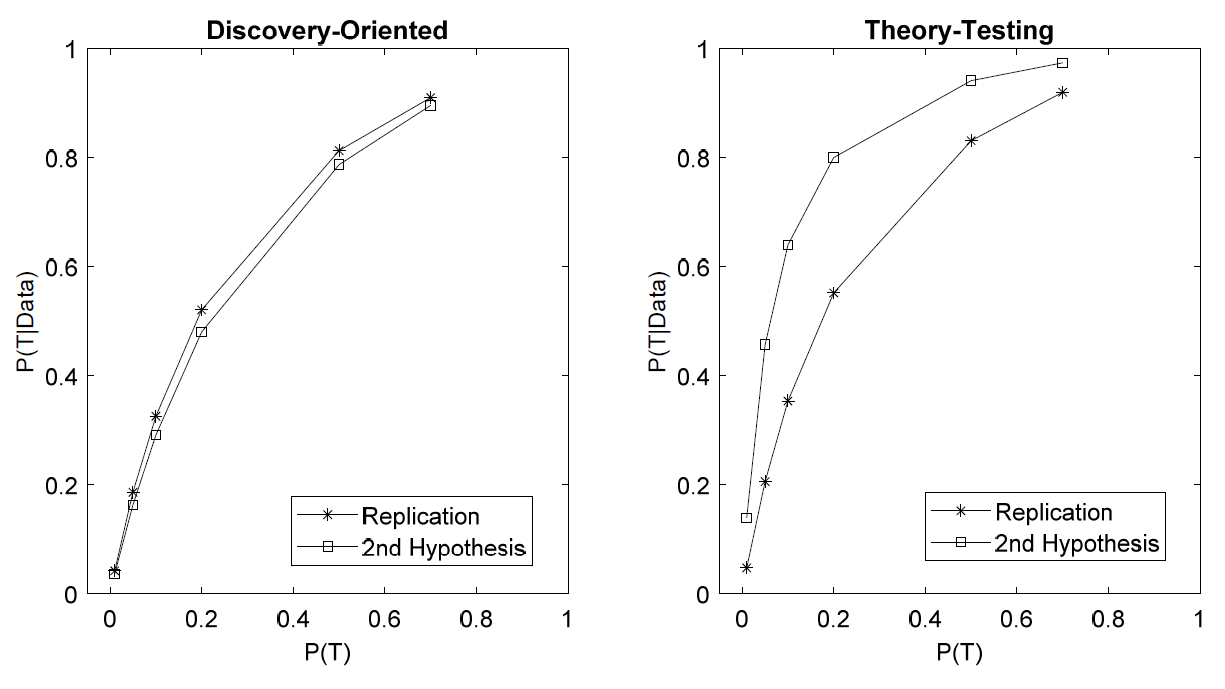 Discovery-Oriented
1
0.8
0.6
0.4
0.2
0
P(T|Data)
Replication
2nd Hypothesis
0
0.2
0.4
0.6
0.8
1
P(T)
Theory-Testing
1
0.8
0.6
0.4
0.2
0
P(T|Data)
Replication
2nd Hypothesis
0
0.2
0.4
0.6
0.8
1
P(T)